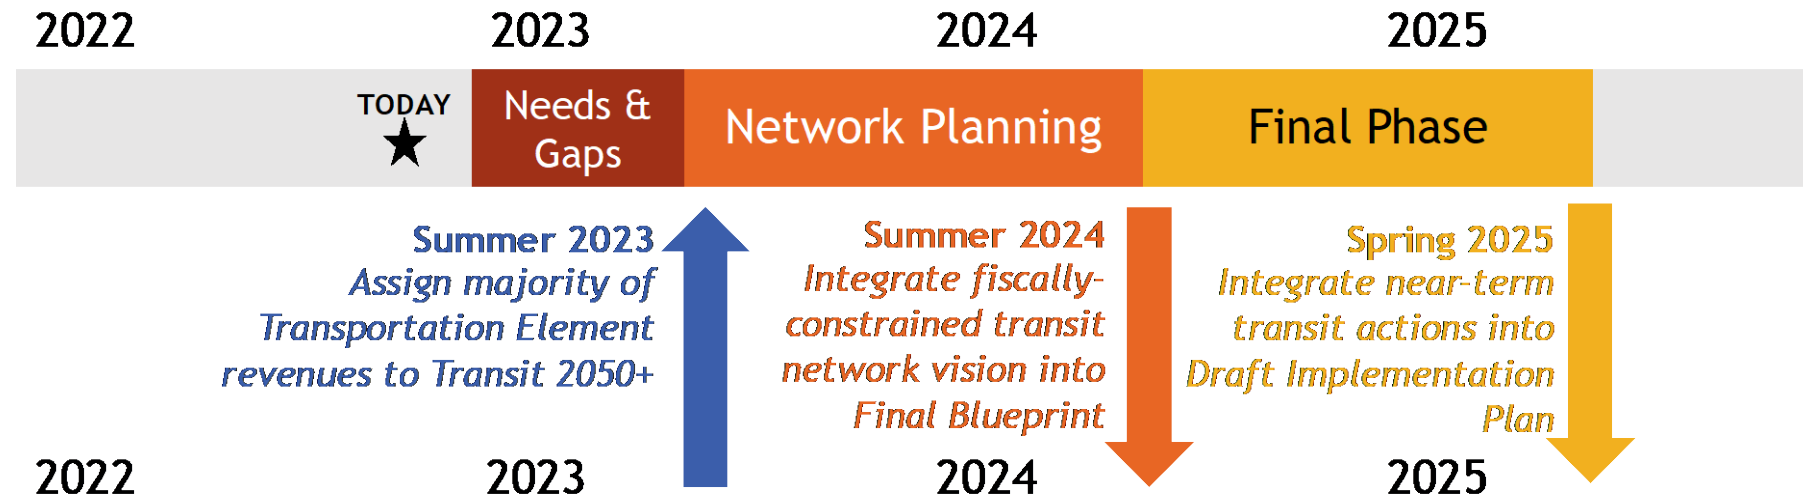 2022 2023 2024 2025
TODAY
Needs &
Gaps
Network Planning
Final Phase
Summer 2023
Assign majority of
Transportation Element
revenues to Transit 2050+
Summer 2024
Integrate fiscally-
constrained transit
network vision into
Final Blueprint
Spring 2025
Integrate near-term
transit actions into
Draft Implementation
Plan
2022 2023 2024 2025